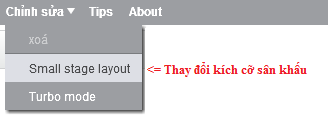 Chỉnh sửa ▼ Tips About
xoá
Small stage layout <= Thay đổi kích cỡ sân khấu
Turbo mode